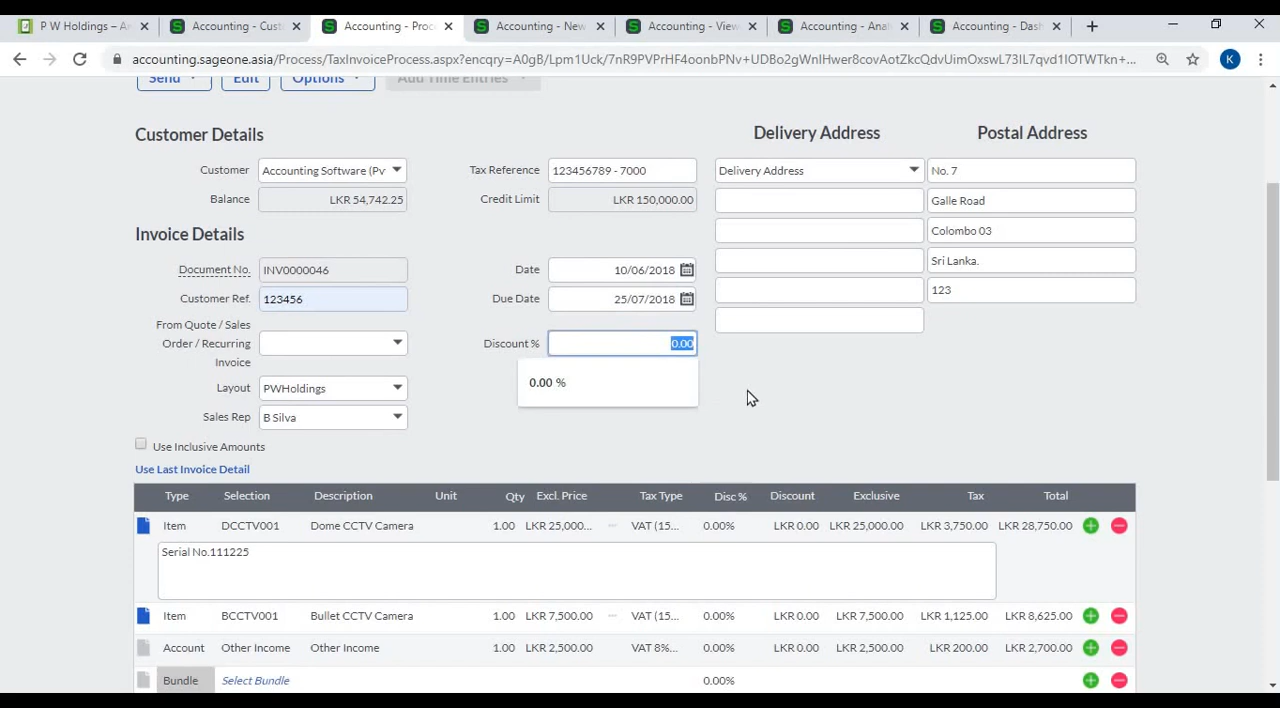 P W Holdings – A
Accounting - Cust
Accounting - Proc
Accounting - New
Accounting - View
Accounting - Anal
Accounting - Dash
accounting.sageone.asia/Process/TaxInvoiceProcess.aspx?encqry=A0gB/Lpm1Uck/7nR9PVPrHF4oonbPNv+UDBo2gWnIHwer8covAotZkcQdvUimOxswL73IL7qvd1IOTWTkn+...
K
Send
Edit
Options
Add Time Entries
Customer Details
Delivery Address
Postal Address
Customer
Accounting Software (Pv
Tax Reference
123456789 - 7000
Delivery Address
No. 7
Balance
LKR 54,742.25
Credit Limit
LKR 150,000.00
Galle Road
Invoice Details
Colombo 03
Sri Lanka.
Document No.
INV0000046
Date
10/06/2018
123
Customer Ref.
123456
Due Date
25/07/2018
From Quote / Sales
Order / Recurring
Invoice
Discount %
0.00
0.00 %
Layout
PWHoldings
Sales Rep
B Silva
Use Inclusive Amounts
Use Last Invoice Detail
Type Selection Description Unit Qty Excl. Price Tax Type Disc % Discount Exclusive Tax Total
Item DCCTV001 Dome CCTV Camera 1.00 LKR 25,000... ... VAT (15... 0.00% LKR 0.00 LKR 25,000.00 LKR 3,750.00 LKR 28,750.00
Serial No.111225
Item BCCTV001 Bullet CCTV Camera 1.00 LKR 7,500.00 ... VAT (15... 0.00% LKR 0.00 LKR 7,500.00 LKR 1,125.00 LKR 8,625.00
Account Other Income Other Income 1.00 LKR 2,500.00 ... VAT 8%... 0.00% LKR 0.00 LKR 2,500.00 LKR 200.00 LKR 2,700.00
Bundle Select Bundle 0.00%